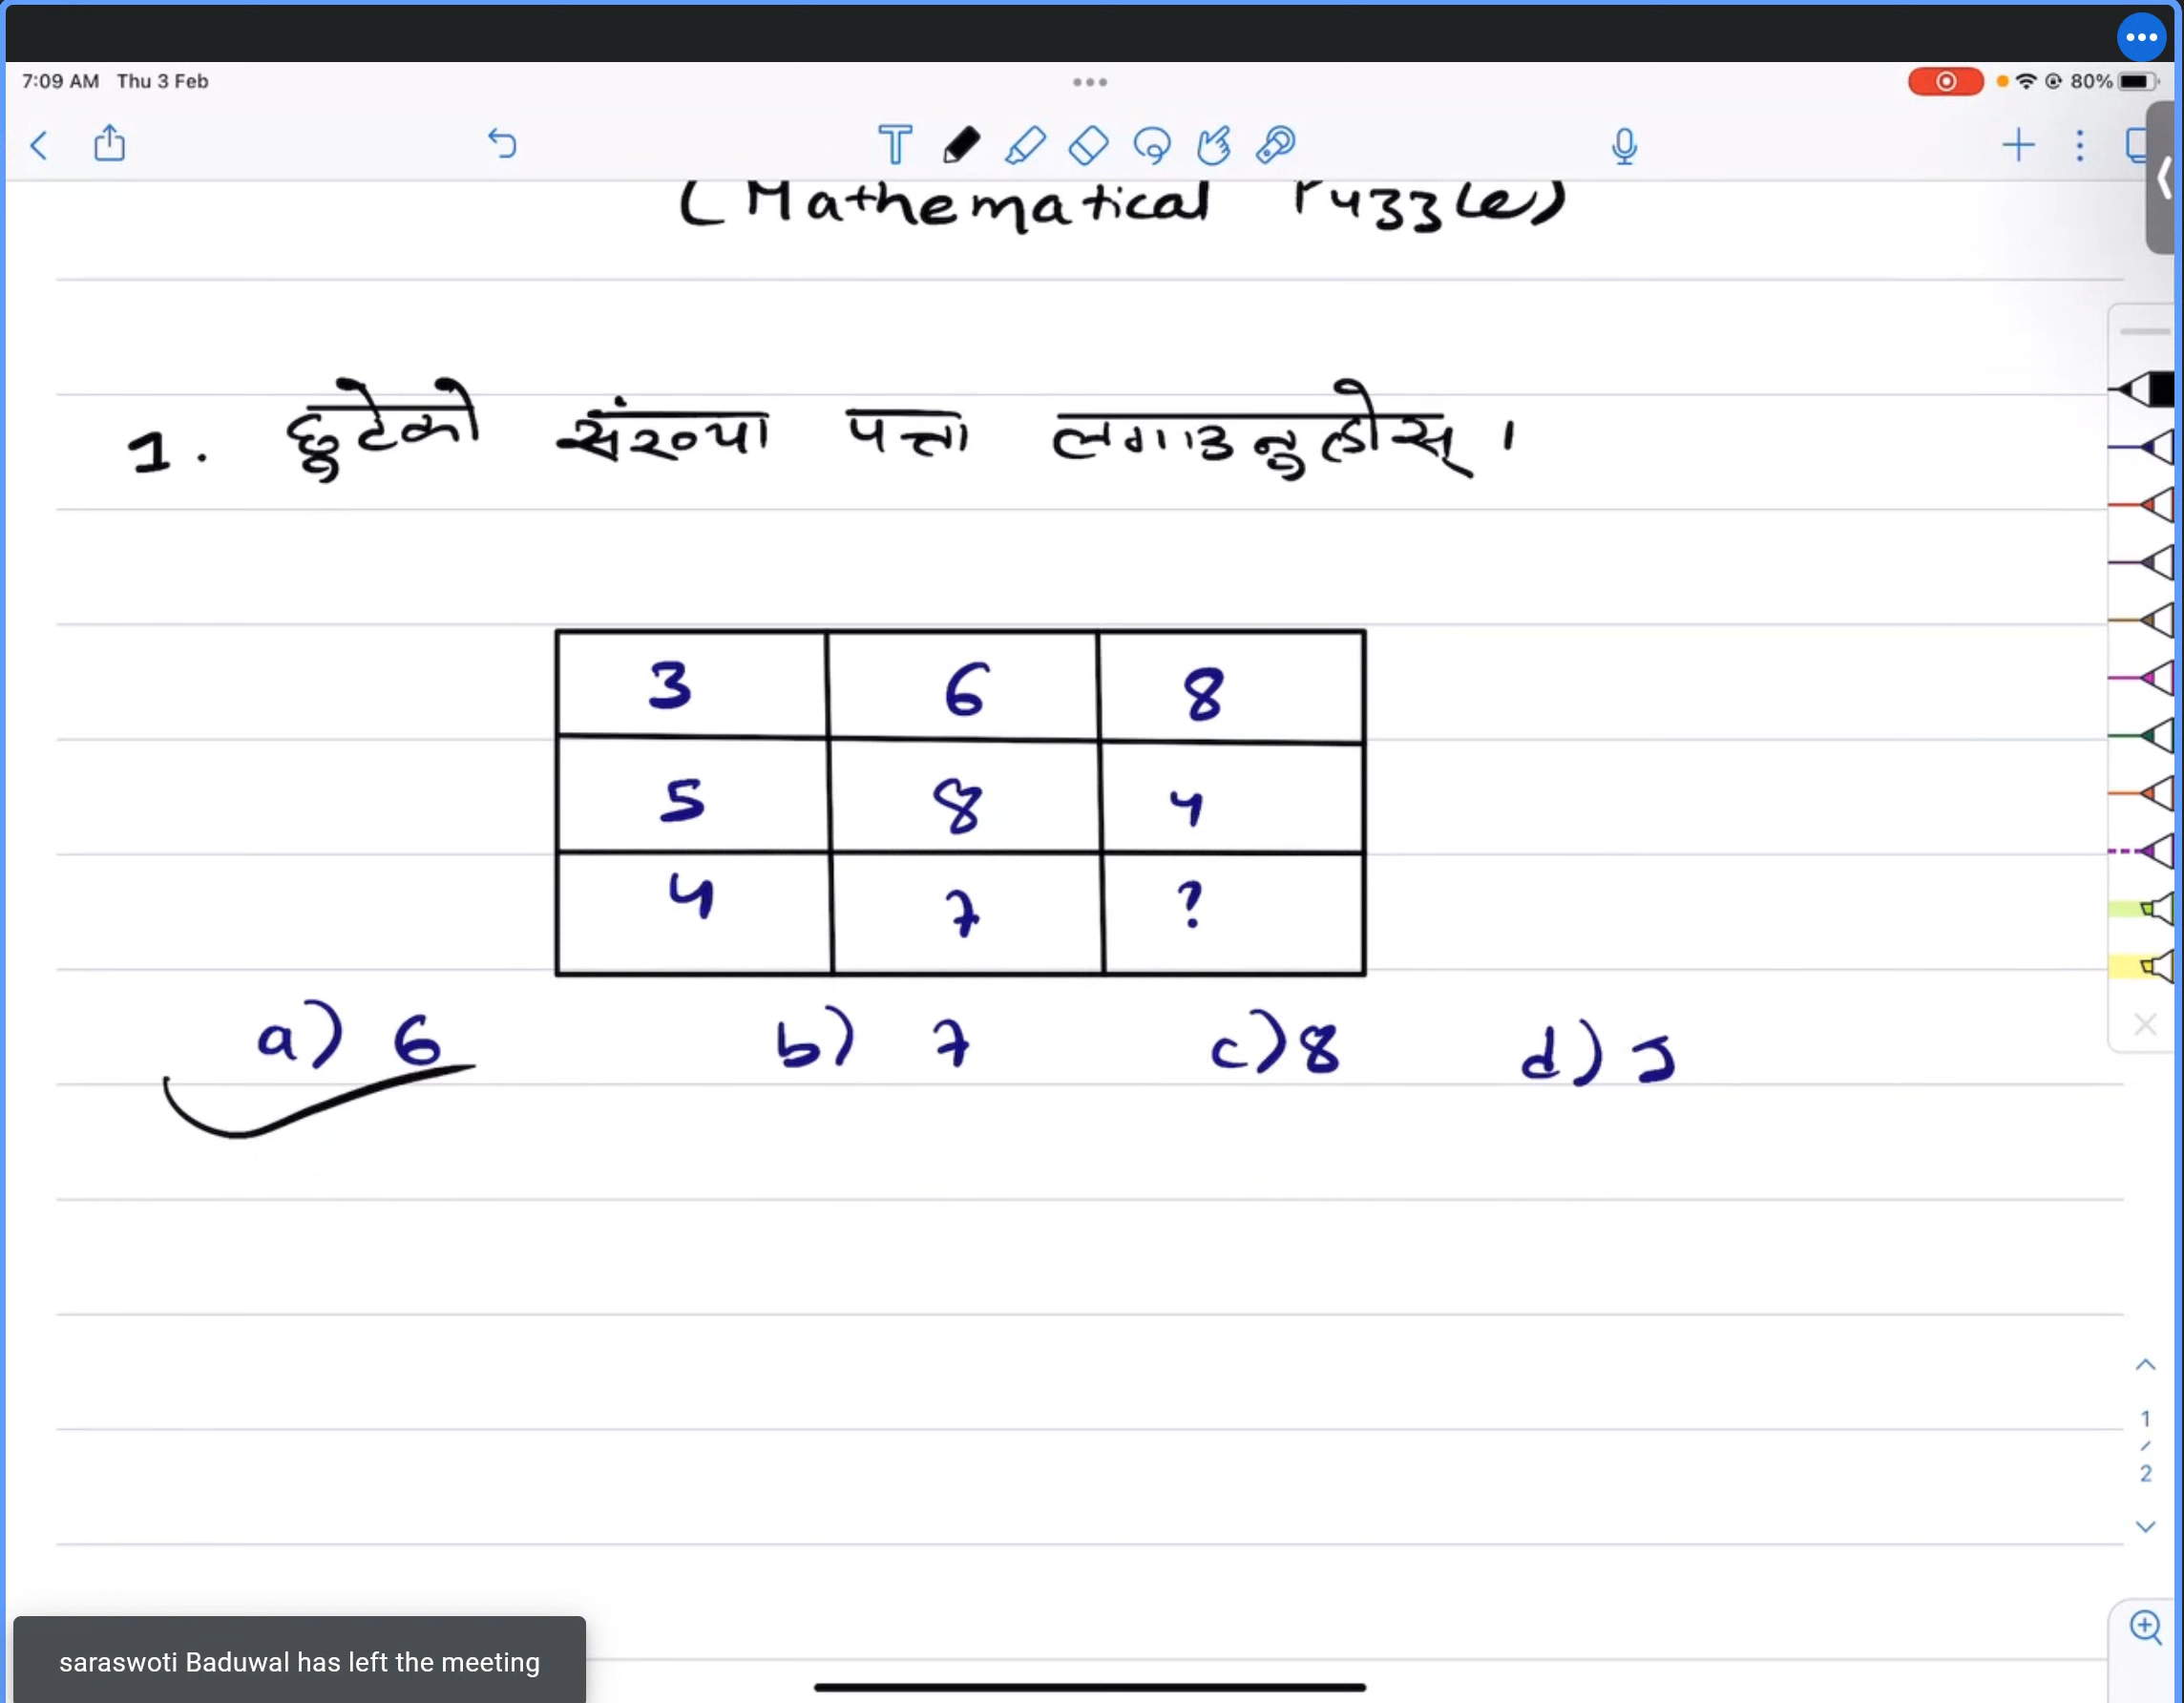 7:09 AM Thu 3 Feb
80%
T
(Mathematical Puzzle)
1. छुटेको संख्या पत्ता लगाउनुहोस् ।
3 6 8
5 8 4
4 7 ?
a) 6 b) 7 c) 8 d) 5
1
/
2
saraswoti Baduwal has left the meeting